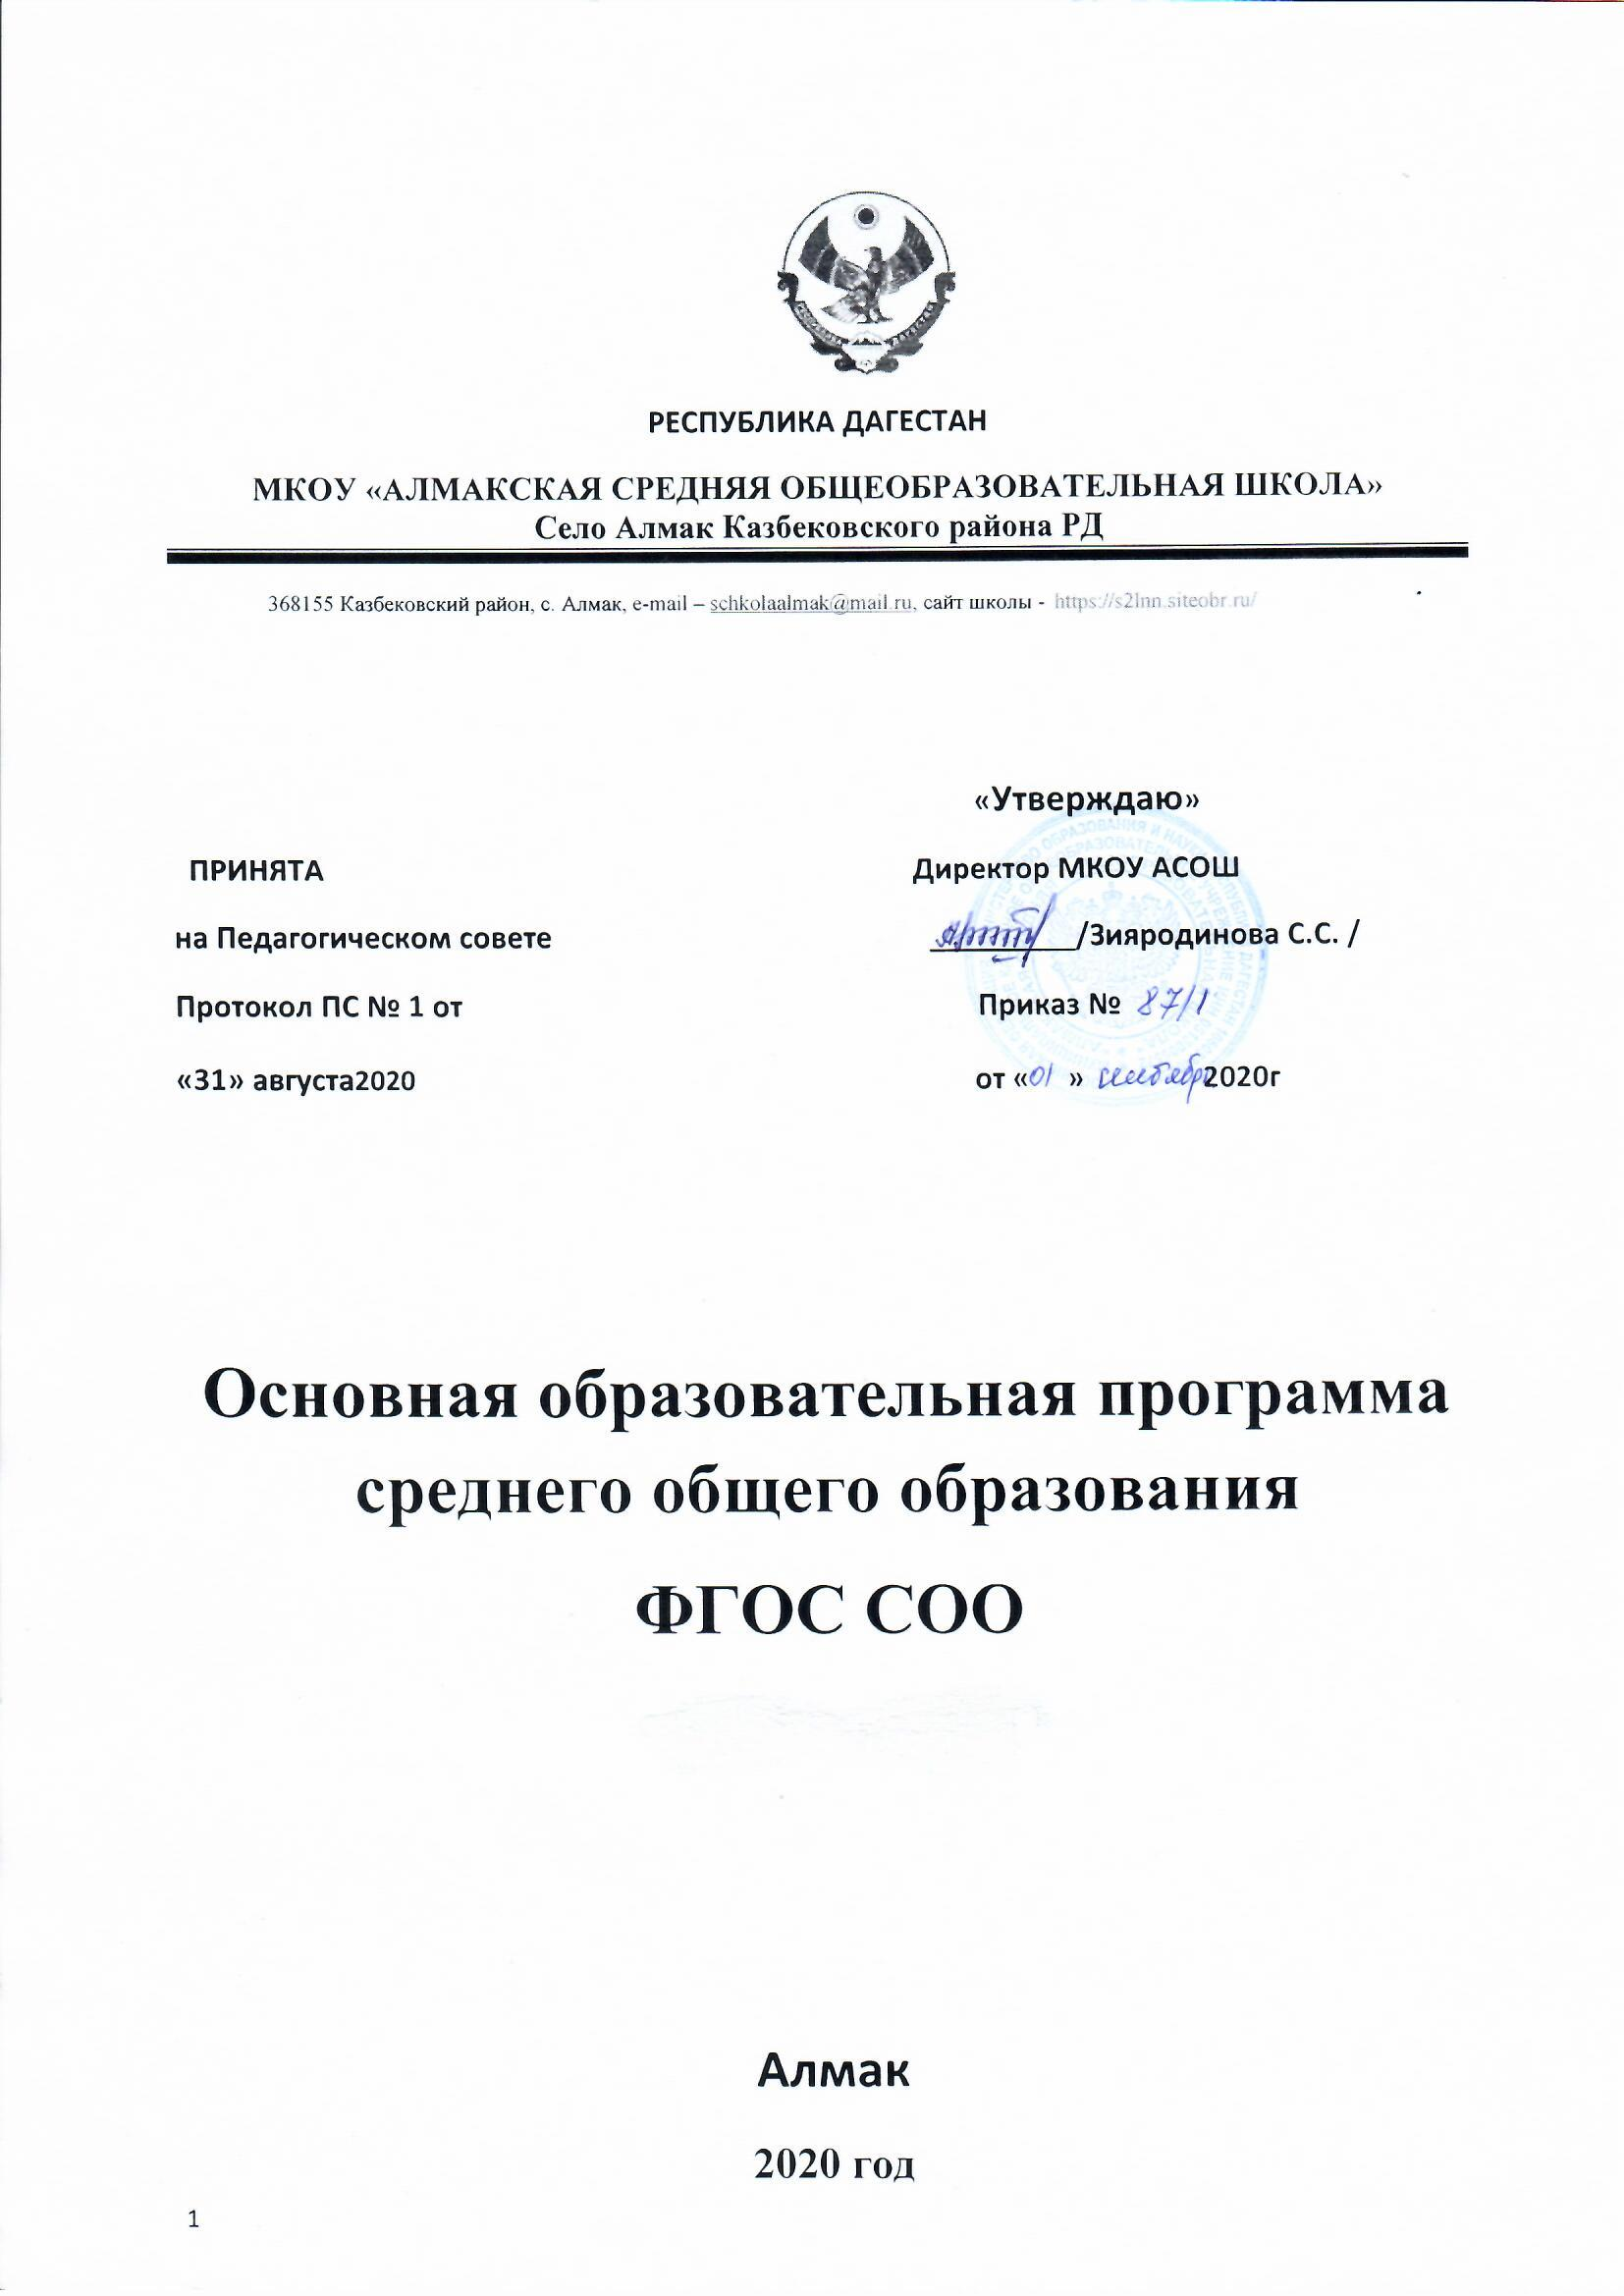 РЕСПУБЛИКА ДАГЕСТАН
МКОУ «АЛМАКСКАЯ СРЕДНЯЯ ОБЩЕОБРАЗОВАТЕЛЬНАЯ ШКОЛА»
Село Алмак Казбековского района РД
368155 Казбековский район, с. Алмак, e-mail – schkolaalmak@mail.ru, сайт школы - https://s2lnn.siteobr.ru/
«Утверждаю»
ПРИНЯТА Директор МКОУ АСОШ
на Педагогическом совете /Зияродинова С.С. /
Протокол ПС № 1 от Приказ № 87/1
«31» августа2020 от «01 » сентябрь 2020г
Основная образовательная программа
среднего общего образования
ФГОС СОО
Алмак
2020 год
1